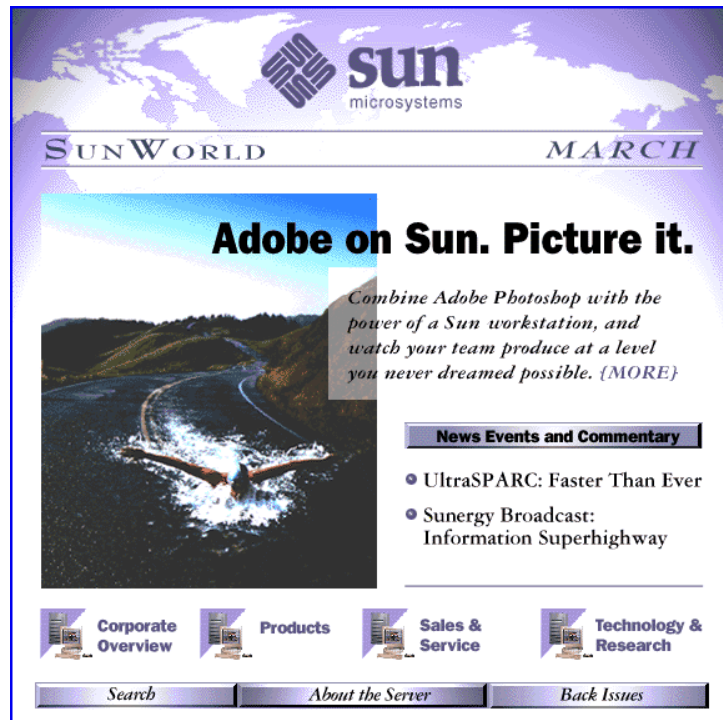 sun
microsystems
SUNWORLD
MARCH
Adobe on Sun. Picture it.
Combine Adobe Photoshop with the
power of a Sun workstation, and
watch your team produce at a level
you never dreamed possible. {MORE}
News Events and Commentary
UltraSPARC: Faster Than Ever
Sunergy Broadcast:
Information Superhighway
Corporate
Overview
Products
Sales &
Service
Technology &
Research
Search
About the Server
Back Issues